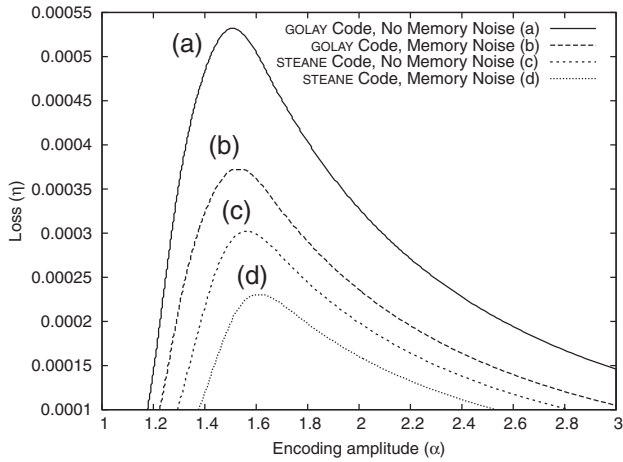 0.00055
0.0005
0.00045
0.0004
0.00035
0.0003
0.00025
0.0002
0.00015
0.0001
Loss (η)
GOLAY Code, No Memory Noise (a)
GOLAY Code, Memory Noise (b)
STEANE Code, No Memory Noise (c)
STEANE Code, Memory Noise (d)
(a)
(b)
(c)
(d)
1 1.2 1.4 1.6 1.8 2 2.2 2.4 2.6 2.8 3
Encoding amplitude (α)